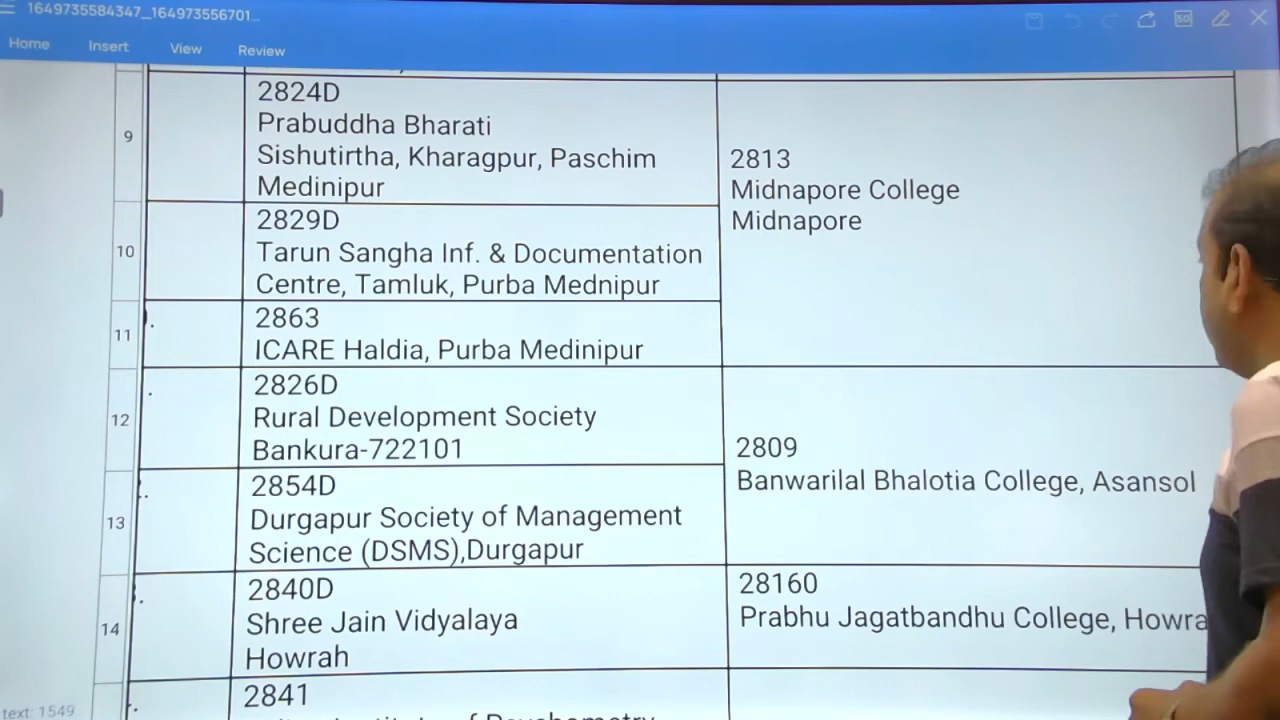 1649735584347_164973556701...
Home Insert View Review
9
2824D
Prabuddha Bharati
Sishutirtha, Kharagpur, Paschim
Medinipur
2813
Midnapore College
Midnapore
10
2829D
Tarun Sangha Inf. & Documentation
Centre, Tamluk, Purba Mednipur
11
2863
ICARE Haldia, Purba Medinipur
12
2826D
Rural Development Society
Bankura-722101
2809
Banwarilal Bhalotia College, Asansol
13
2854D
Durgapur Society of Management
Science (DSMS),Durgapur
14
2840D
Shree Jain Vidyalaya
Howrah
28160
Prabhu Jagatbandhu College, Howra
2841
text: 1549